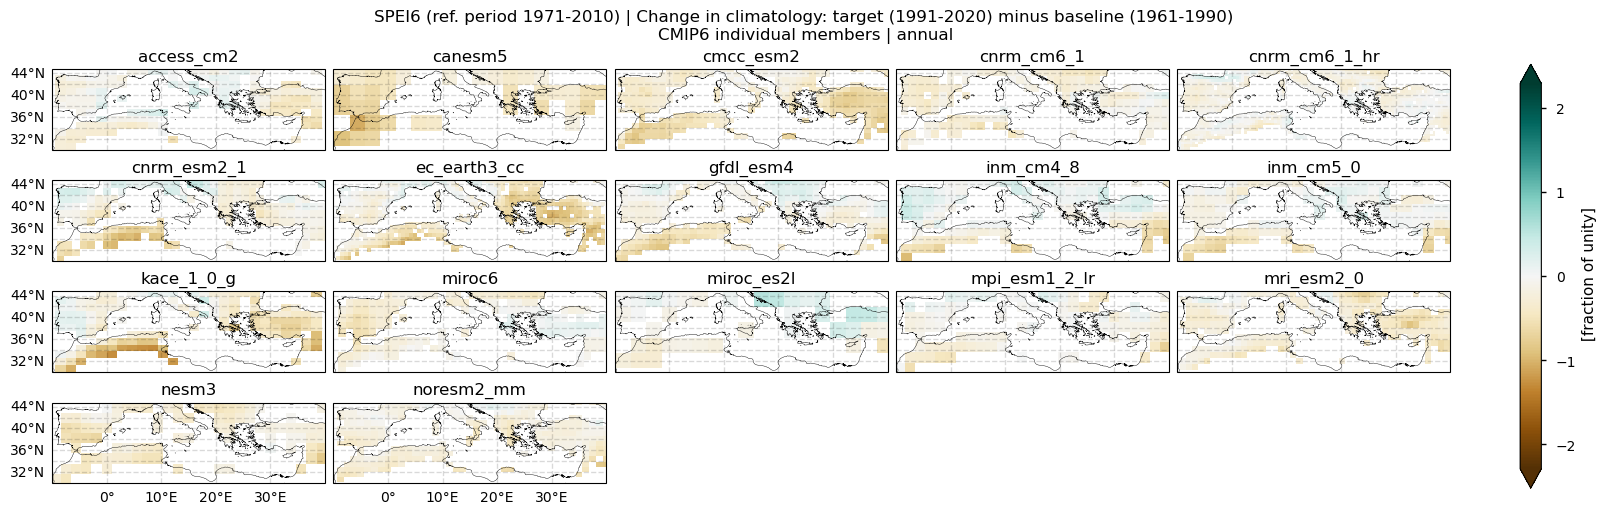 SPEI6 (ref. period 1971-2010) | Change in climatology: target (1991-2020) minus baseline (1961-1990)
CMIP6 individual members | annual
access_cm2 canesm5 cmcc_esm2 cnrm_cm6_1 cnrm_cm6_1_hr
44°N
40°N
36°N
32°N
cnrm_esm2_1 ec_earth3_cc gfdl_esm4 inm_cm4_8 inm_cm5_0
44°N
40°N
36°N
32°N
kace_1_0_g miroc6 miroc_es2l mpi_esm1_2_lr mri_esm2_0
44°N
40°N
36°N
32°N
nesm3 noresm2_mm
44°N
40°N
36°N
32°N
0° 10°E 20°E 30°E 0° 10°E 20°E 30°E
2
1
0
−1
−2
[fraction of unity]